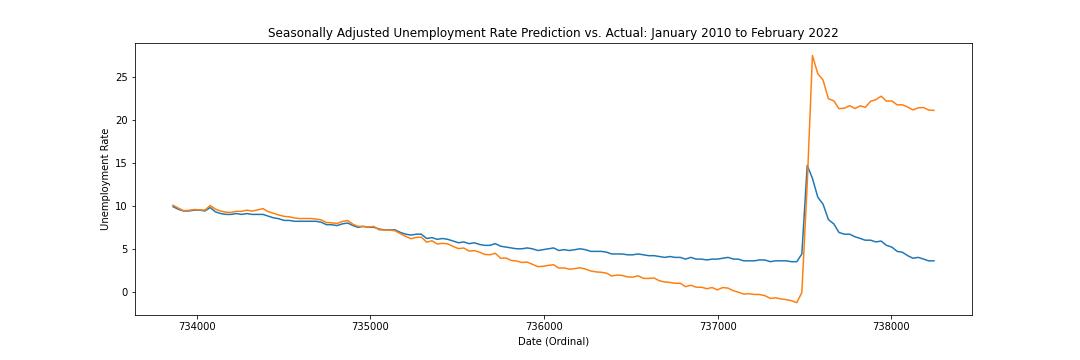 Seasonally Adjusted Unemployment Rate Prediction vs. Actual: January 2010 to February 2022
Unemployment Rate
25
20
15
10
5
0
734000 735000 736000 737000 738000
Date (Ordinal)